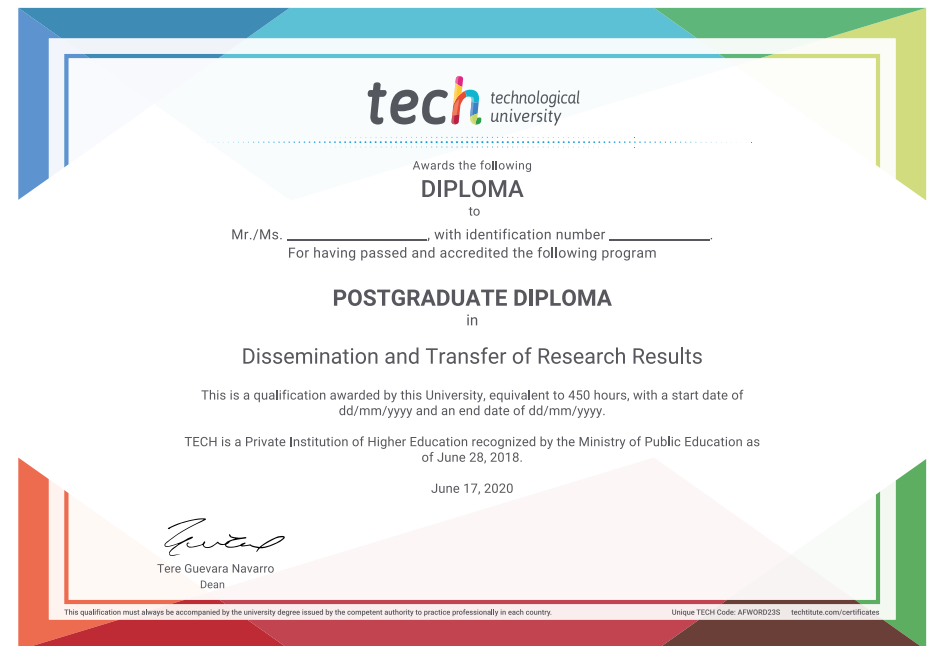 tech technological
university
Awards the following
DIPLOMA
to
Mr./Ms. ____________________, with identification number ______________.
For having passed and accredited the following program
POSTGRADUATE DIPLOMA
in
Dissemination and Transfer of Research Results
This is a qualification awarded by this University, equivalent to 450 hours, with a start date of
dd/mm/yyyy and an end date of dd/mm/yyyy.
TECH is a Private Institution of Higher Education recognized by the Ministry of Public Education as
of June 28, 2018.
June 17, 2020
Tere Guevara Navarro
Dean
This qualification must always be accompanied by the university degree issued by the competent authority to practice professionally in each country.
Unique TECH Code: AFWORD23S techtitute.com/certificates